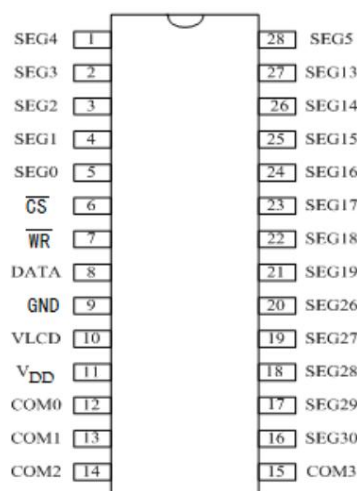 SEG4 1 28 SEG5
SEG3 2 27 SEG13
SEG2 3 26 SEG14
SEG1 4 25 SEG15
SEG0 5 24 SEG16
C̅S̅ 6 23 SEG17
W̅R̅ 7 22 SEG18
DATA 8 21 SEG19
GND 9 20 SEG26
VLCD 10 19 SEG27
VDD 11 18 SEG28
COM0 12 17 SEG29
COM1 13 16 SEG30
COM2 14 15 COM3